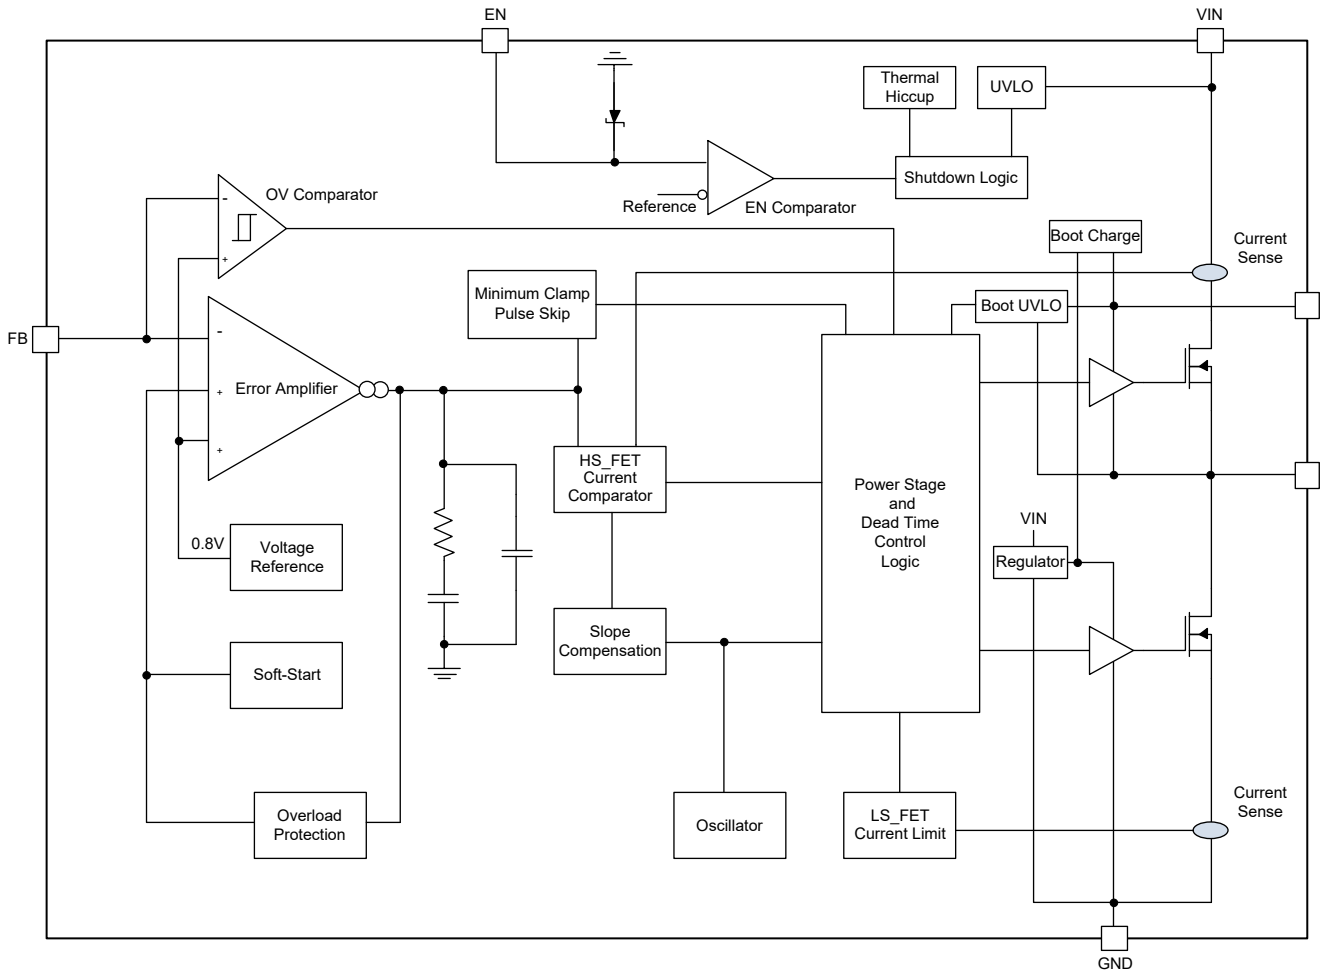 EN
VIN
Thermal
Hiccup
UVLO
Shutdown Logic
OV Comparator
-
+
Reference
EN Comparator
Boot Charge
Current
Sense
Minimum Clamp
Pulse Skip
Boot UVLO
FB
-
Error Amplifier
+
+
HS_FET
Current
Comparator
Power Stage
and
Dead Time
Control
Logic
0.8V
Voltage
Reference
VIN
Regulator
Slope
Compensation
Soft-Start
Overload
Protection
Oscillator
LS_FET
Current Limit
Current
Sense
GND